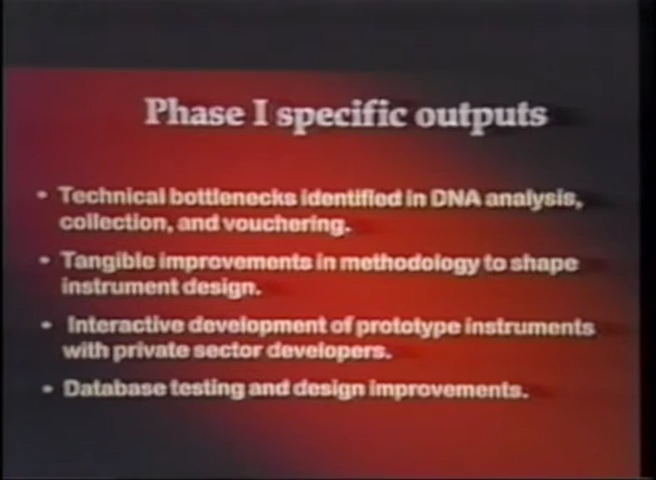 Phase I specific outputs
• Technical bottlenecks identified in DNA analysis,
collection, and vouchering.
• Tangible improvements in methodology to shape
instrument design.
• Interactive development of prototype instruments
with private sector developers.
• Database testing and design improvements.